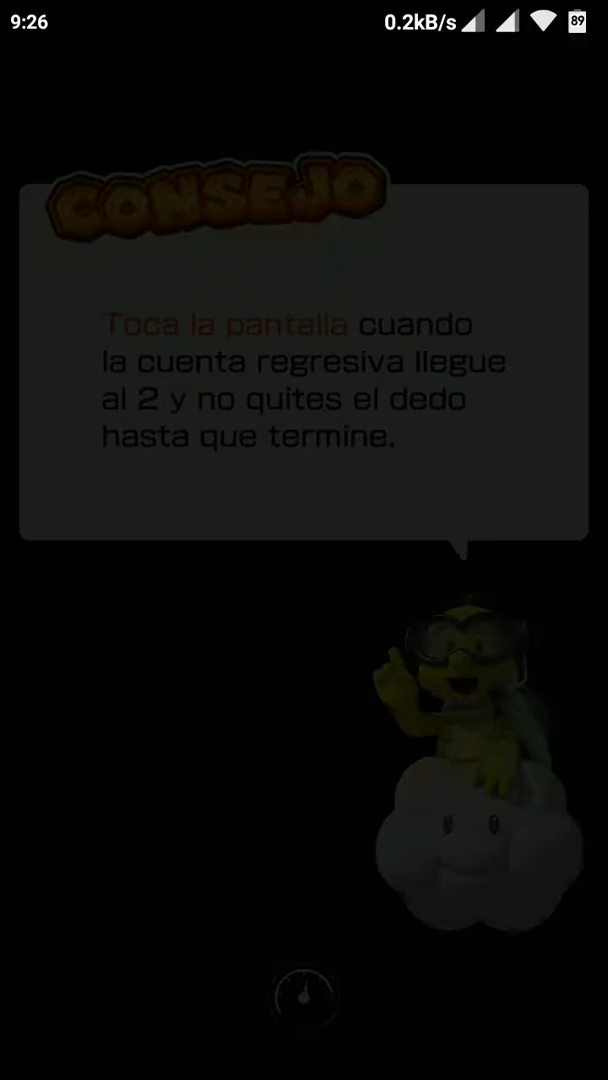 9:26
0.2kB/s
89
CONSEJO
Toca la pantalla cuando
la cuenta regresiva llegue
al 2 y no quites el dedo
hasta que termine.